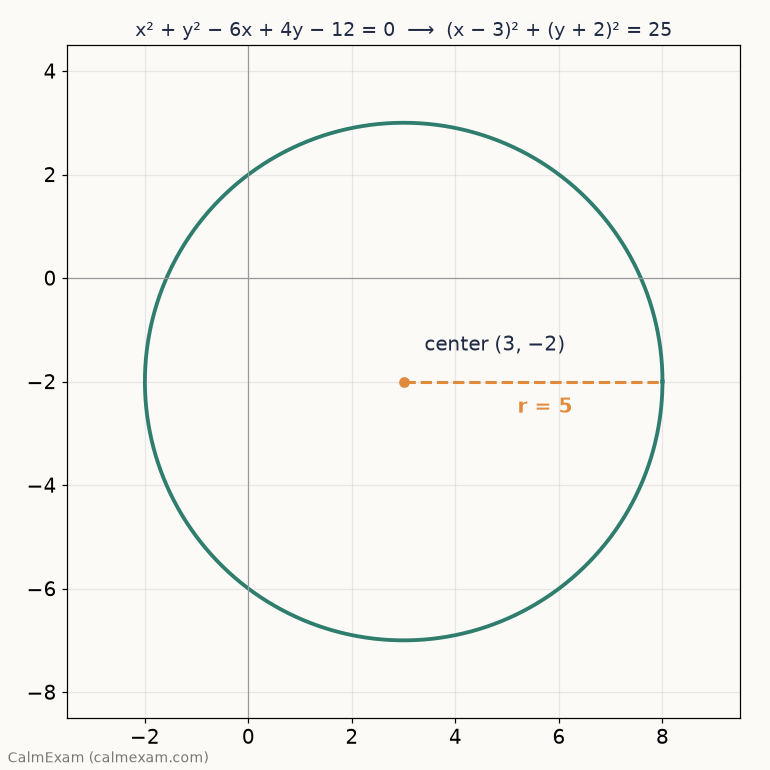 x² + y² − 6x + 4y − 12 = 0 ⟶ (x − 3)² + (y + 2)² = 25
4
2
0
center (3, −2)
−2
r = 5
−4
−6
−8
−2 0 2 4 6 8
CalmExam (calmexam.com)